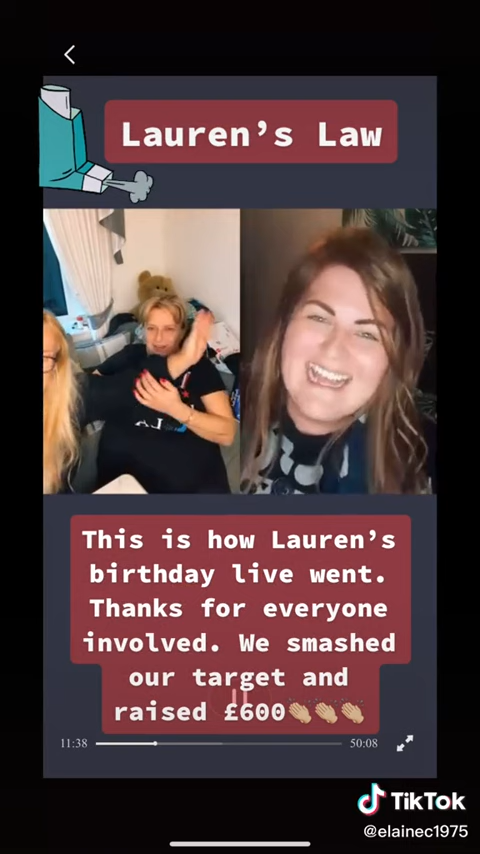 Lauren’s Law
This is how Lauren’s
birthday live went.
Thanks for everyone
involved. We smashed
our target and
raised £600👏🏼👏🏼👏🏼
11:38
50:08
TikTok
@elainec1975